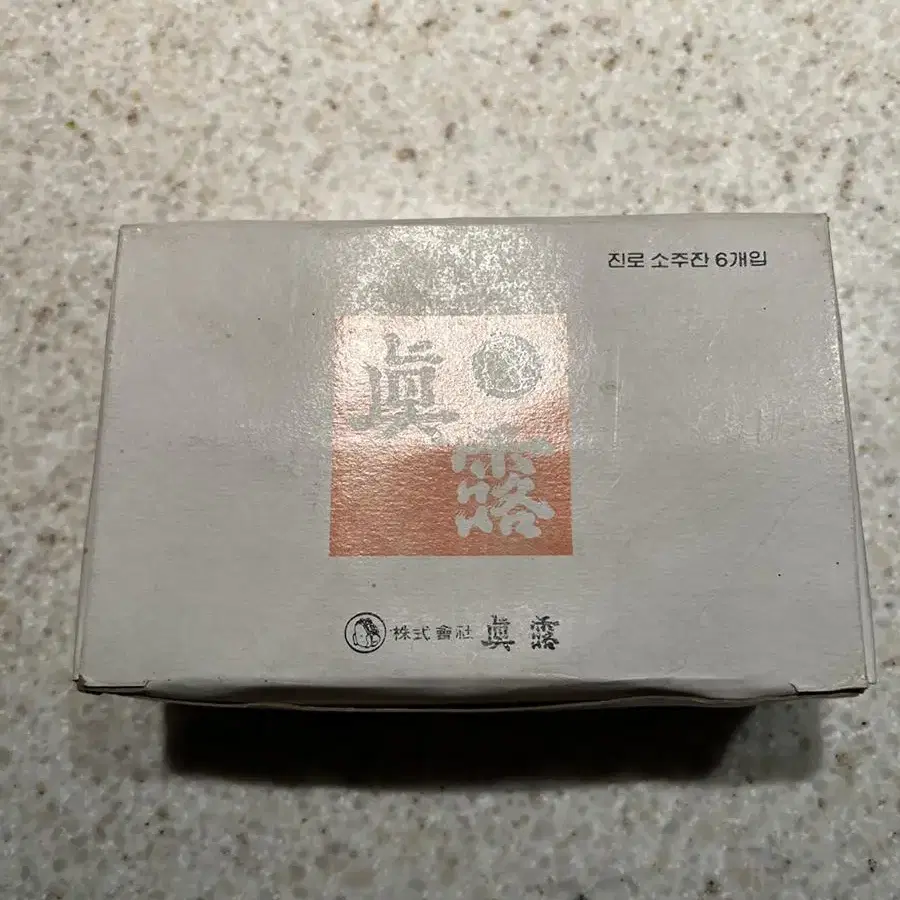 진로 소주잔 6개입
眞
露
株式會社 眞露